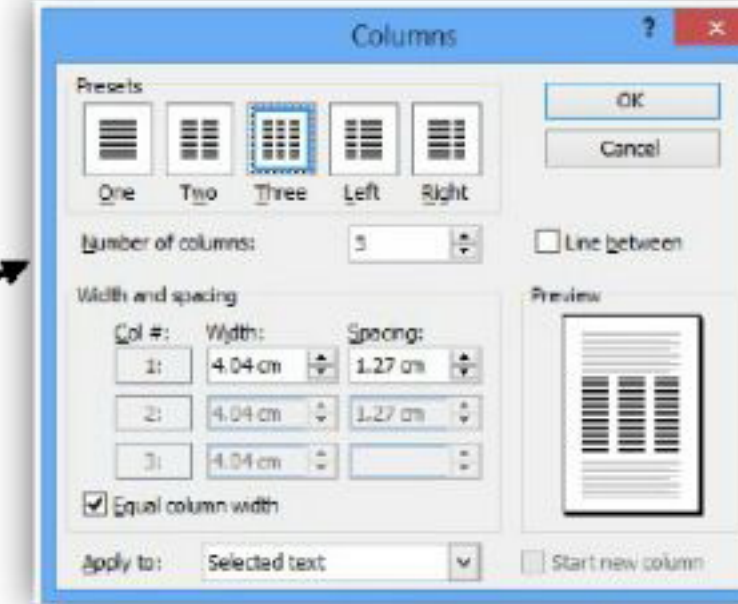 Columns ?
Presets
One Two Three Left Right
OK
Cancel
Number of columns: 3
Line between
Width and spacing
Col #: Width: Spacing:
1: 4.04 cm 1.27 cm
2: 4.04 cm 1.27 cm
3: 4.04 cm
Equal column width
Preview
Apply to: Selected text
Start new column